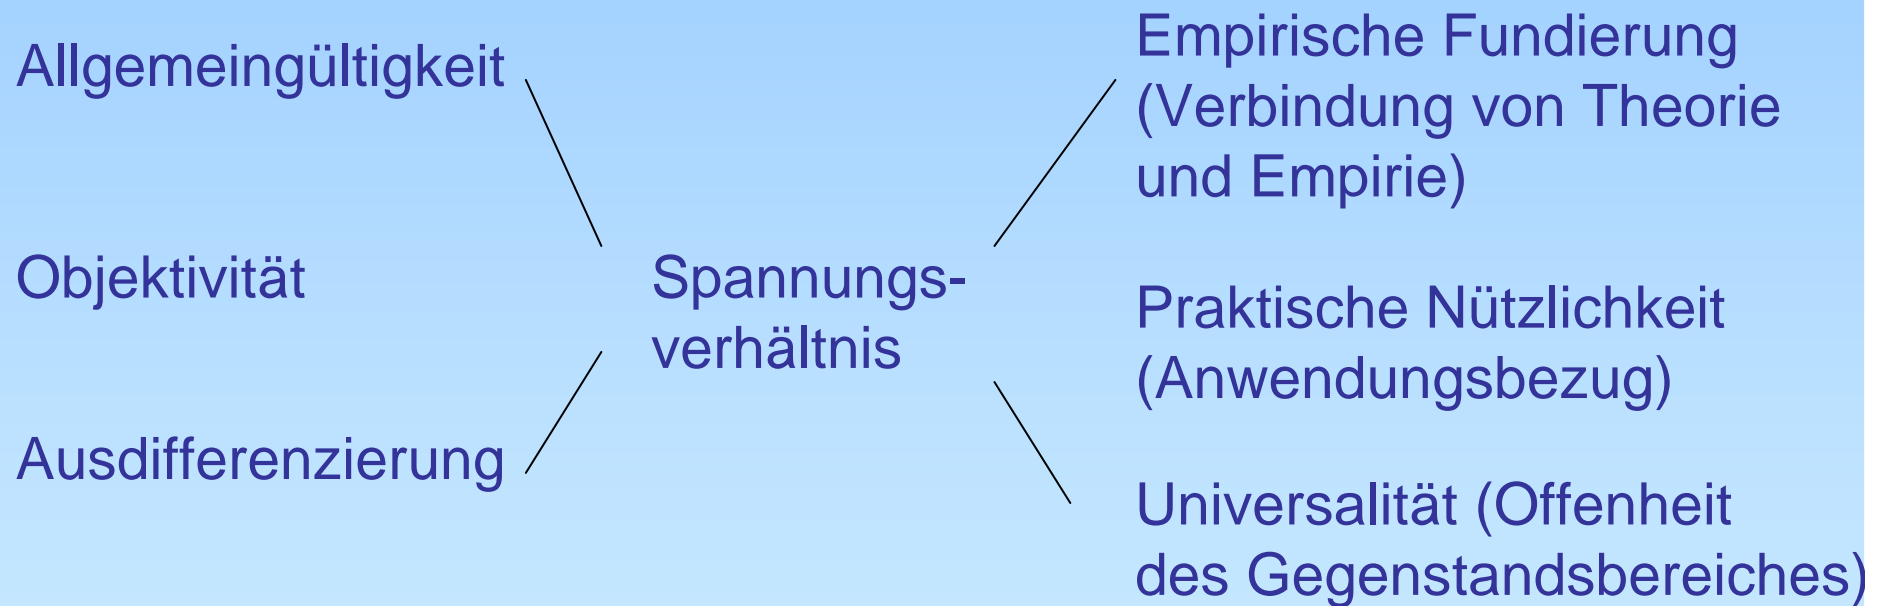 Allgemeingültigkeit
Objektivität
Ausdifferenzierung
Spannungs-
verhältnis
Empirische Fundierung
(Verbindung von Theorie
und Empirie)
Praktische Nützlichkeit
(Anwendungsbezug)
Universalität (Offenheit
des Gegenstandsbereiches)